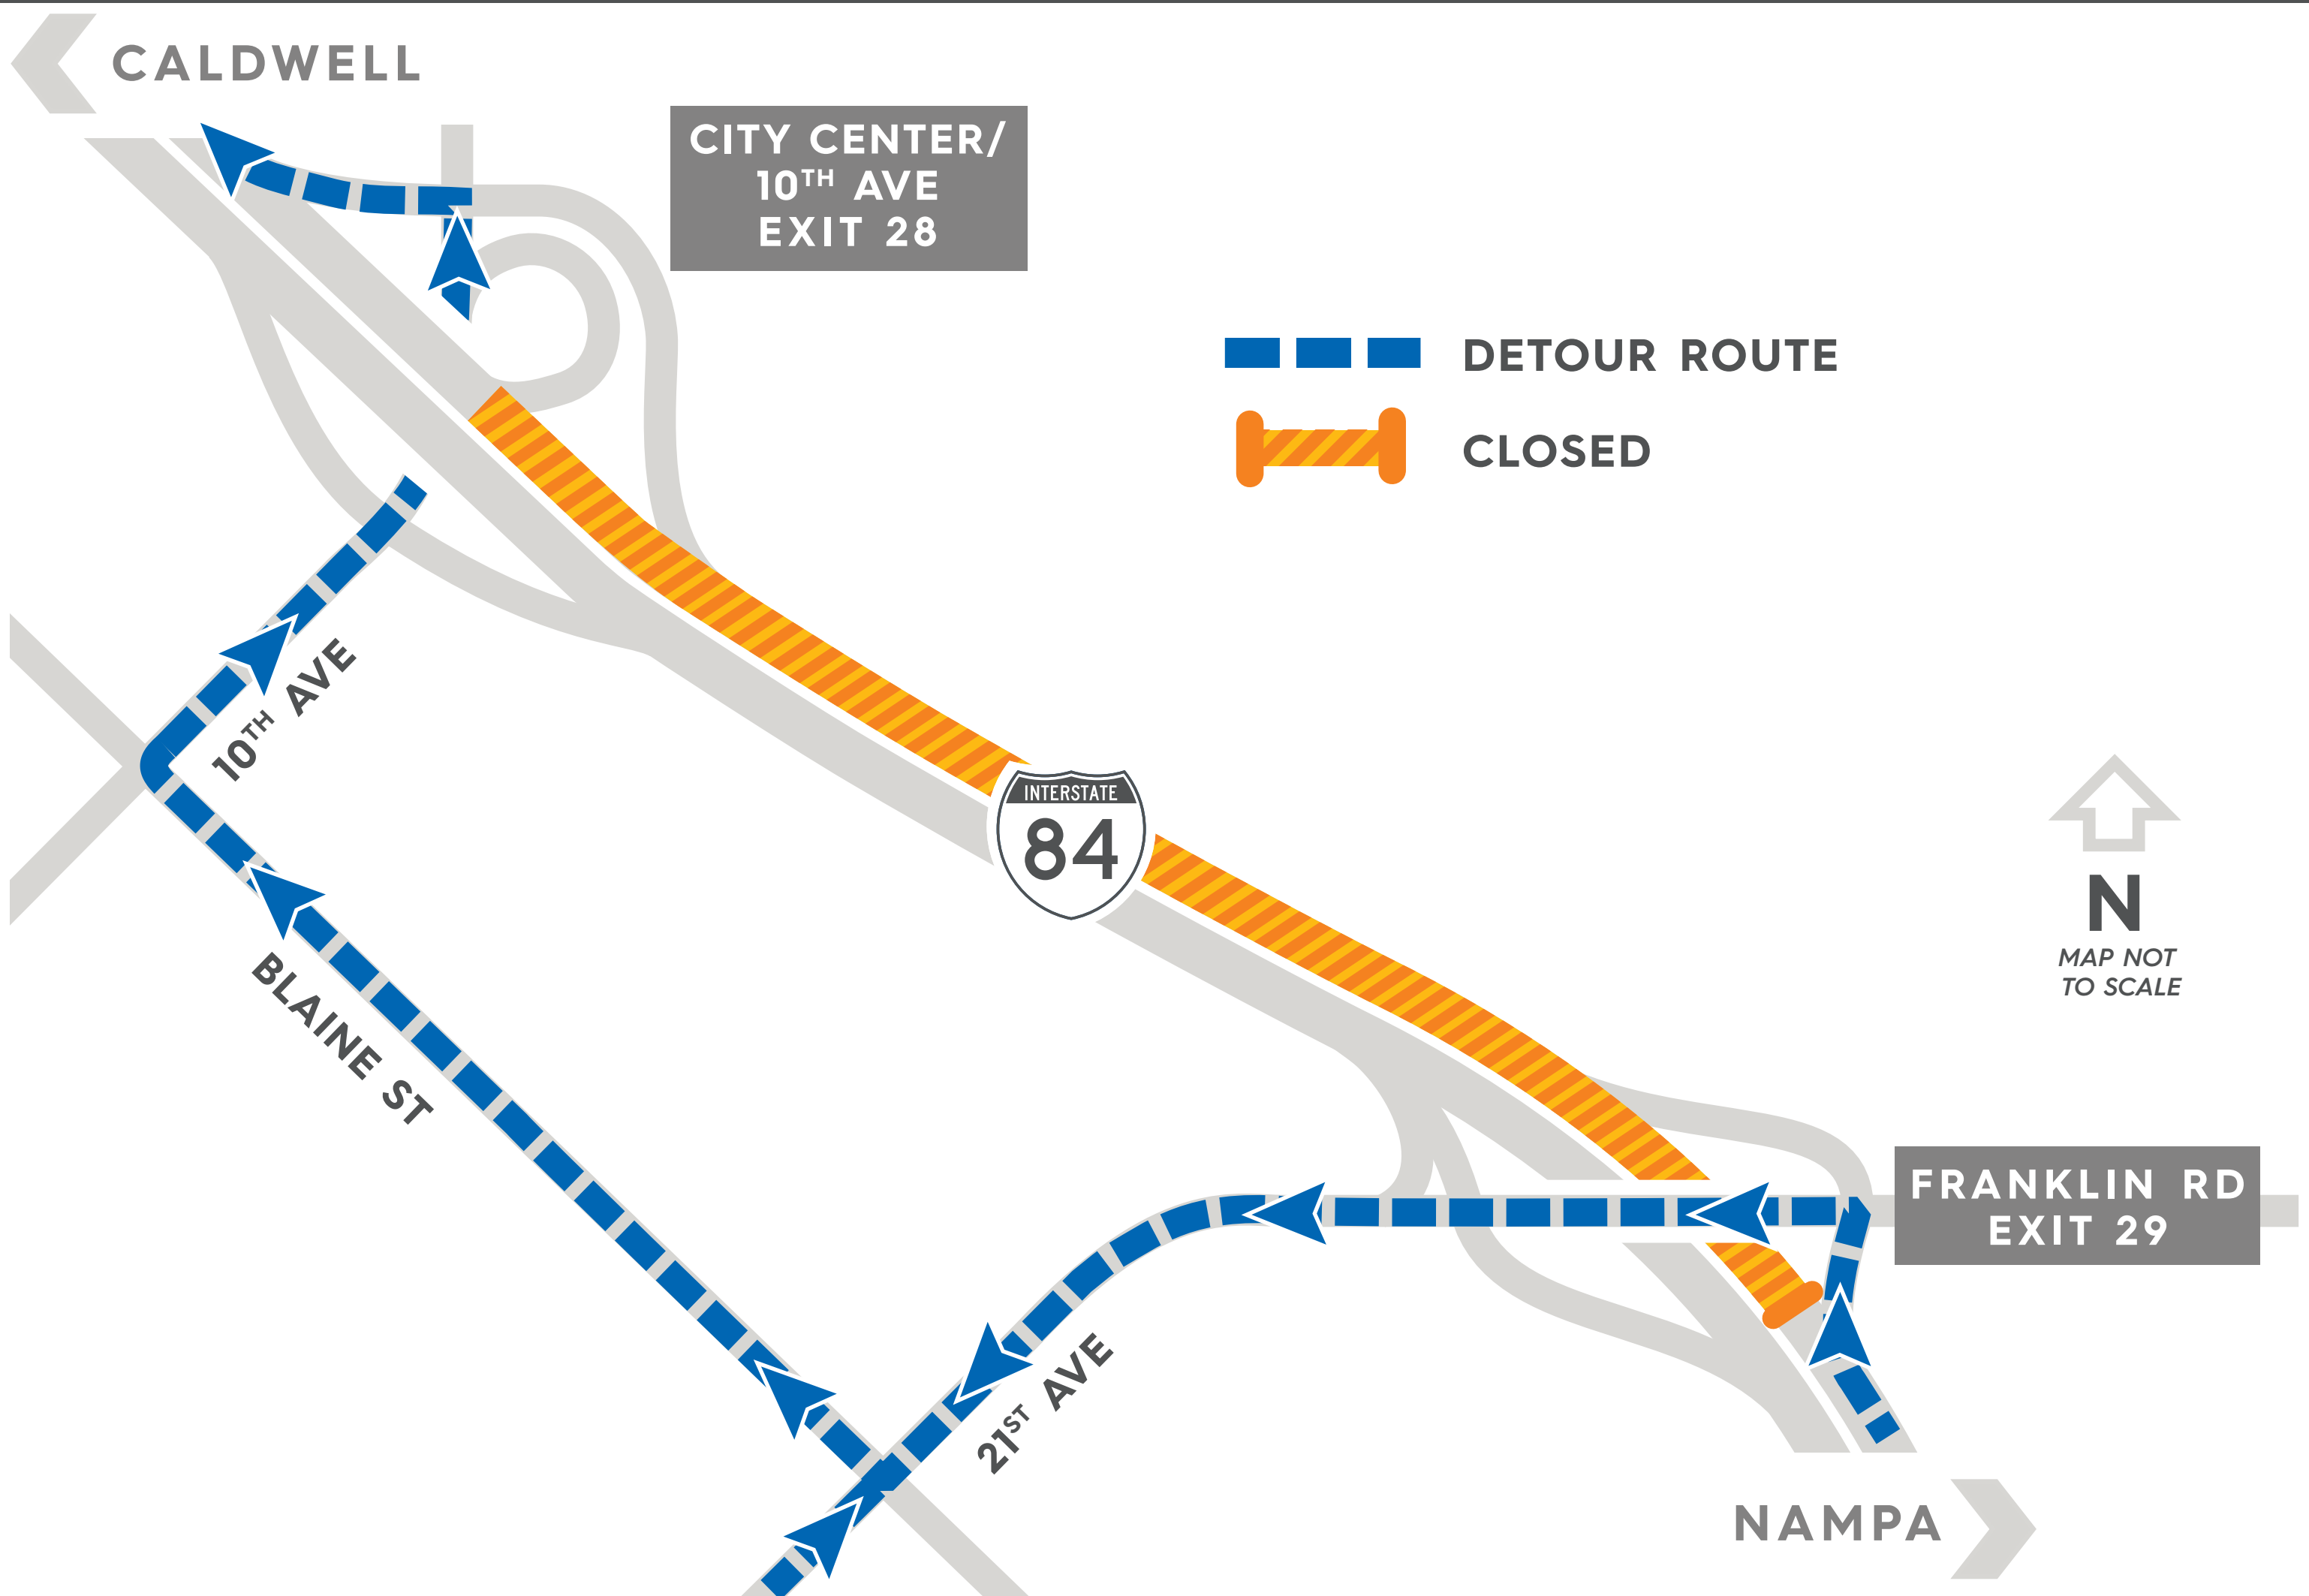 CALDWELL
CITY CENTER/
10TH AVE
EXIT 28
DETOUR ROUTE
CLOSED
10TH AVE
INTERSTATE
84
N
MAP NOT
TO SCALE
BLAINE ST
FRANKLIN RD
EXIT 29
21ST AVE
NAMPA